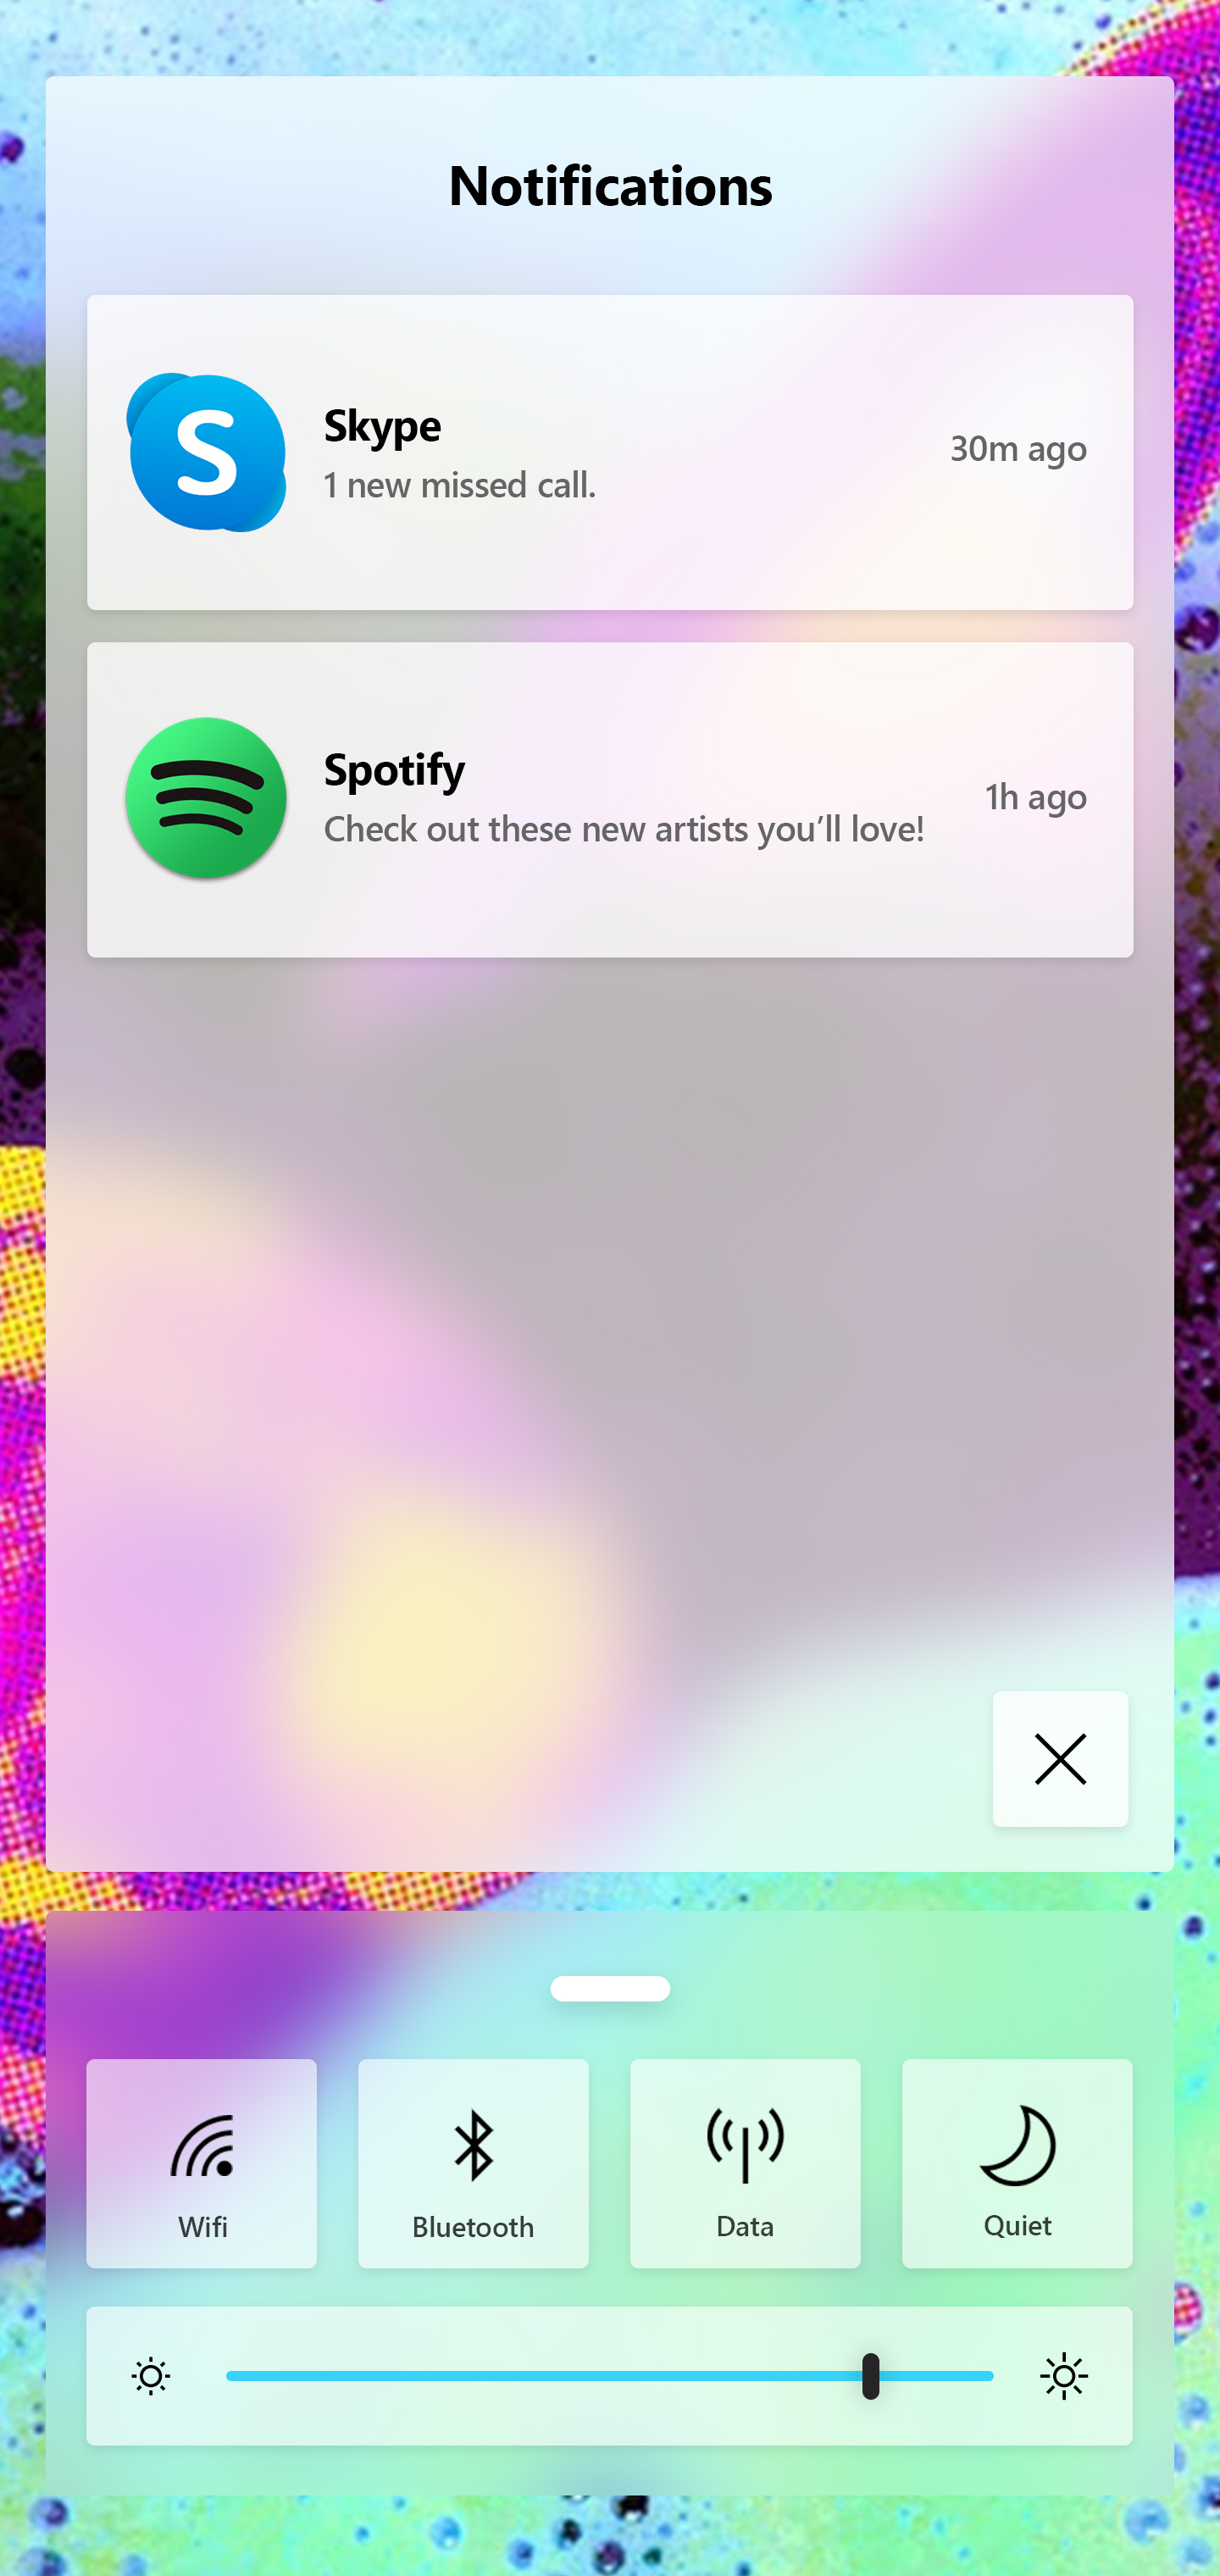 Notifications
Skype
1 new missed call.
30m ago
Spotify
Check out these new artists you’ll love!
1h ago
Wifi
Bluetooth
Data
Quiet